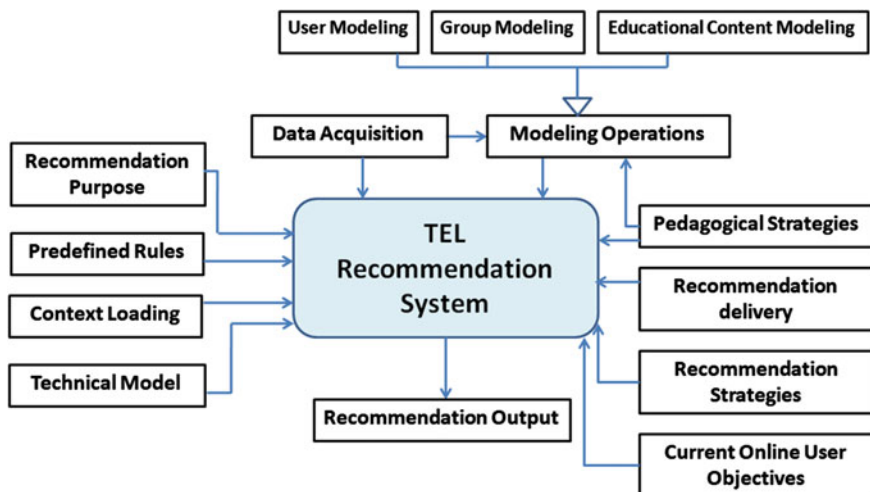 User Modeling
Group Modeling
Educational Content Modeling
Data Acquisition
Modeling Operations
Recommendation
Purpose
Predefined Rules
Context Loading
Technical Model
TEL
Recommendation
System
Pedagogical Strategies
Recommendation
delivery
Recommendation
Strategies
Current Online User
Objectives
Recommendation Output